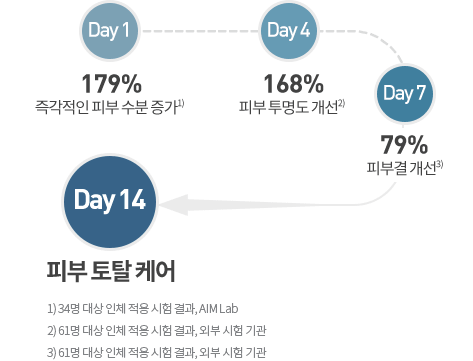 Day 1
179%
즉각적인 피부 수분 증가1)
Day 4
168%
피부 투명도 개선2)
Day 7
79%
피부결 개선3)
Day 14
피부 토탈 케어
1) 34명 대상 인체 적용 시험 결과, AIM Lab
2) 61명 대상 인체 적용 시험 결과, 외부 시험 기관
3) 61명 대상 인체 적용 시험 결과, 외부 시험 기관